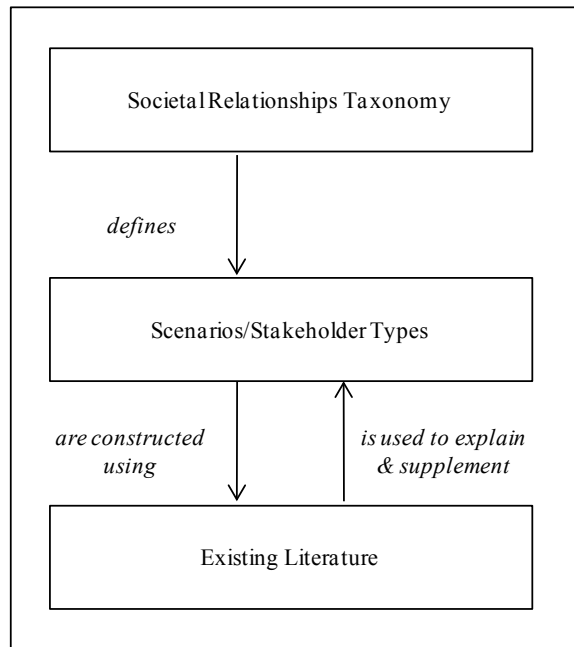 Societal Relationships Taxonomy
defines
Scenarios/Stakeholder Types
are constructed
using
is used to explain
& supplement
Existing Literature